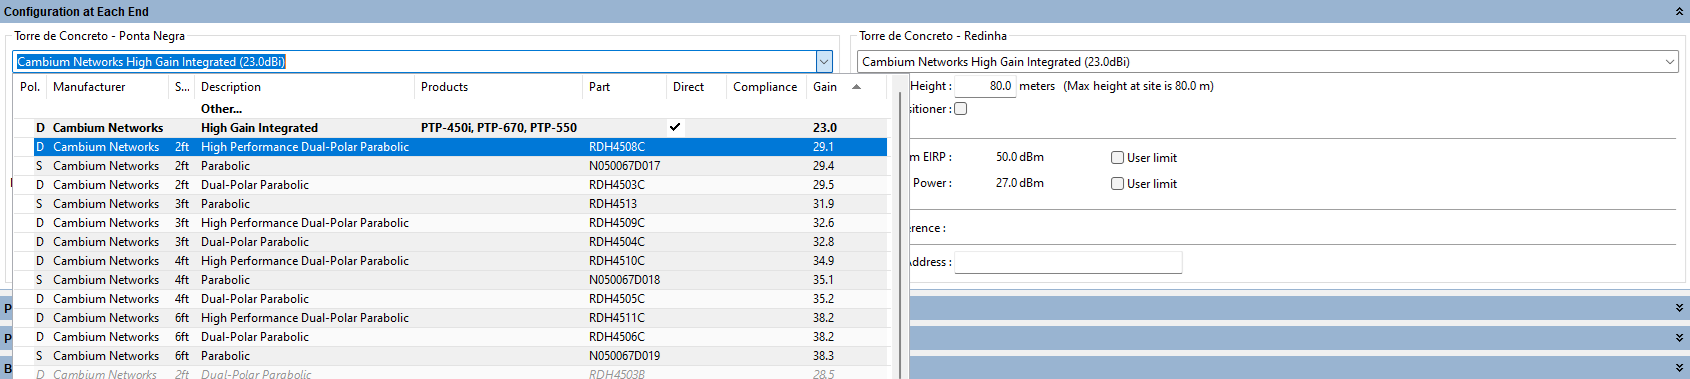 Configuration at Each End
Torre de Concreto - Ponta Negra
Torre de Concreto - Redinha
Cambium Networks High Gain Integrated (23.0dBi)
Cambium Networks High Gain Integrated (23.0dBi)
Pol. Manufacturer S... Description Products Part Direct Compliance Gain
Height : 80.0 meters (Max height at site is 80.0 m)
Other...
sitioner :
D Cambium Networks High Gain Integrated PTP-450i, PTP-670, PTP-550 23.0
D Cambium Networks 2ft High Performance Dual-Polar Parabolic RDH4508C 29.1
m EIRP : 50.0 dBm User limit
S Cambium Networks 2ft Parabolic N050067D017 29.4
D Cambium Networks 2ft Dual-Polar Parabolic RDH4503C 29.5
Power : 27.0 dBm User limit
S Cambium Networks 3ft Parabolic RDH4513 31.9
D Cambium Networks 3ft High Performance Dual-Polar Parabolic RDH4509C 32.6
erence :
D Cambium Networks 3ft Dual-Polar Parabolic RDH4504C 32.8
D Cambium Networks 4ft High Performance Dual-Polar Parabolic RDH4510C 34.9
Address :
S Cambium Networks 4ft Parabolic N050067D018 35.1
D Cambium Networks 4ft Dual-Polar Parabolic RDH4505C 35.2
P
D Cambium Networks 6ft High Performance Dual-Polar Parabolic RDH4511C 38.2
P
D Cambium Networks 6ft Dual-Polar Parabolic RDH4506C 38.2
S Cambium Networks 6ft Parabolic N050067D019 38.3
B
D Cambium Networks 2ft Dual-Polar Parabolic RDH4503B 28.5